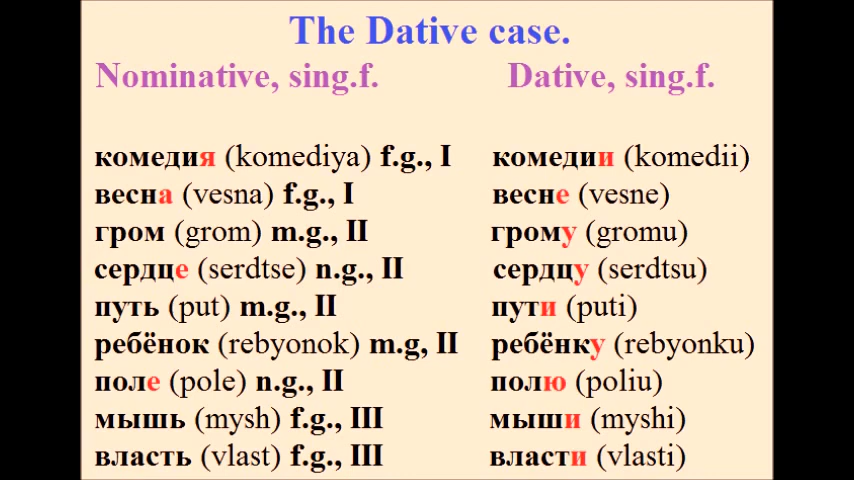 The Dative case.
Nominative, sing.f. Dative, sing.f.
комедия (komediya) f.g., I комедии (komedii)
весна (vesna) f.g., I весне (vesne)
гром (grom) m.g., II грому (gromu)
сердце (serdtse) n.g., II сердцу (serdtsu)
путь (put) m.g., II пути (puti)
ребёнок (rebyonok) m.g, II ребёнку (rebyonku)
поле (pole) n.g., II полю (poliu)
мышь (mysh) f.g., III мыши (myshi)
власть (vlast) f.g., III власти (vlasti)